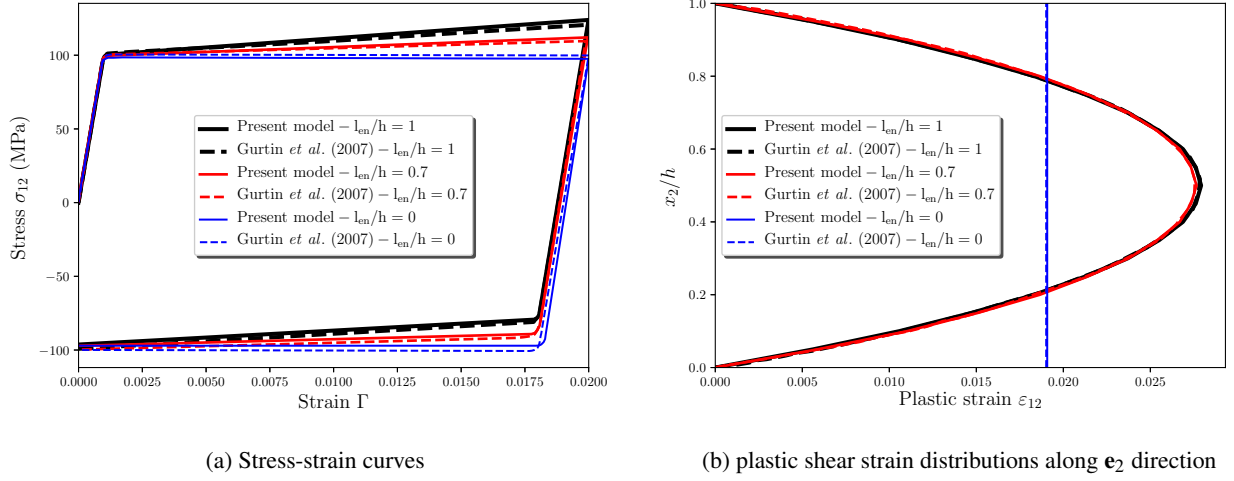 100
50
0
−50
−100
Stress σ12 (MPa)
Present model − len/h = 1
Gurtin et al. (2007) − len/h = 1
Present model − len/h = 0.7
Gurtin et al. (2007) − len/h = 0.7
Present model − len/h = 0
Gurtin et al. (2007) − len/h = 0
0.0000 0.0025 0.0050 0.0075 0.0100 0.0125 0.0150 0.0175 0.0200
Strain Γ
(a) Stress-strain curves
1.0
0.8
0.6
0.4
0.2
0.0
x2/h
Present model − len/h = 1
Gurtin et al. (2007) − len/h = 1
Present model − len/h = 0.7
Gurtin et al. (2007) − len/h = 0.7
Present model − len/h = 0
Gurtin et al. (2007) − len/h = 0
0.000 0.005 0.010 0.015 0.020 0.025
Plastic strain ε12
(b) plastic shear strain distributions along e2 direction